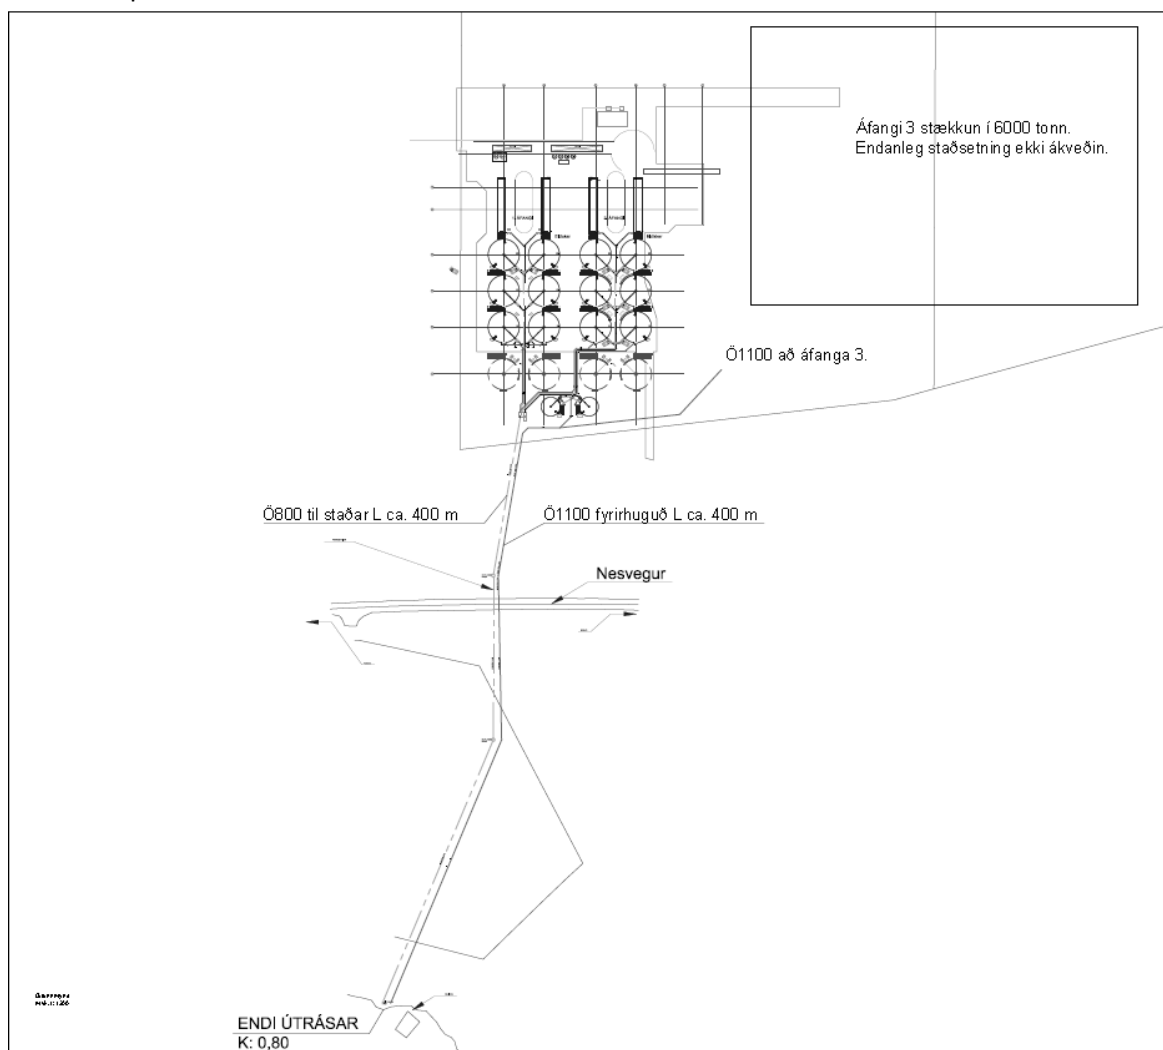 Áfangi 3 stækkun í 6000 tonn.
Endanleg staðsetning ekki ákveðin.
Ö1100 að áfanga 3.
Ö800 til staðar L ca. 400 m
Ö1100 fyrirhuguð L ca. 400 m
Nesvegur
ENDI ÚTRÁSAR
K: 0,80